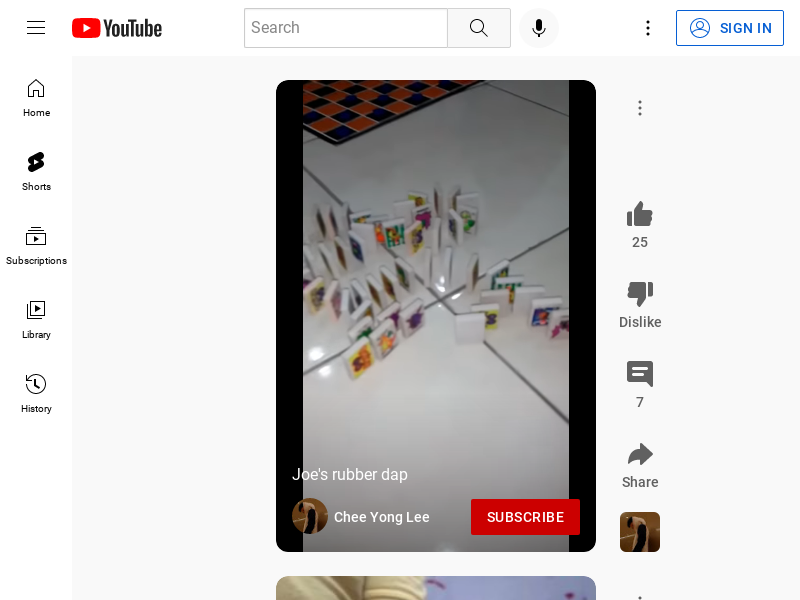 YouTube
Search
SIGN IN
Home
Shorts
Subscriptions
Library
History
Joe's rubber dap
Chee Yong Lee
SUBSCRIBE
25
Dislike
7
Share